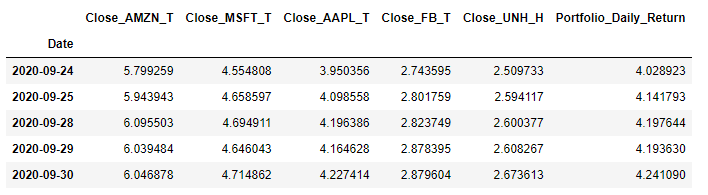 Close_AMZN_T Close_MSFT_T Close_AAPL_T Close_FB_T Close_UNH_H Portfolio_Daily_Return
Date
2020-09-24 5.799259 4.554808 3.950356 2.743595 2.509733 4.028923
2020-09-25 5.943943 4.658597 4.098558 2.801759 2.594117 4.141793
2020-09-28 6.095503 4.694911 4.196386 2.823749 2.600377 4.197644
2020-09-29 6.039484 4.646043 4.164628 2.878395 2.608267 4.193630
2020-09-30 6.046878 4.714862 4.227414 2.879604 2.673613 4.241090